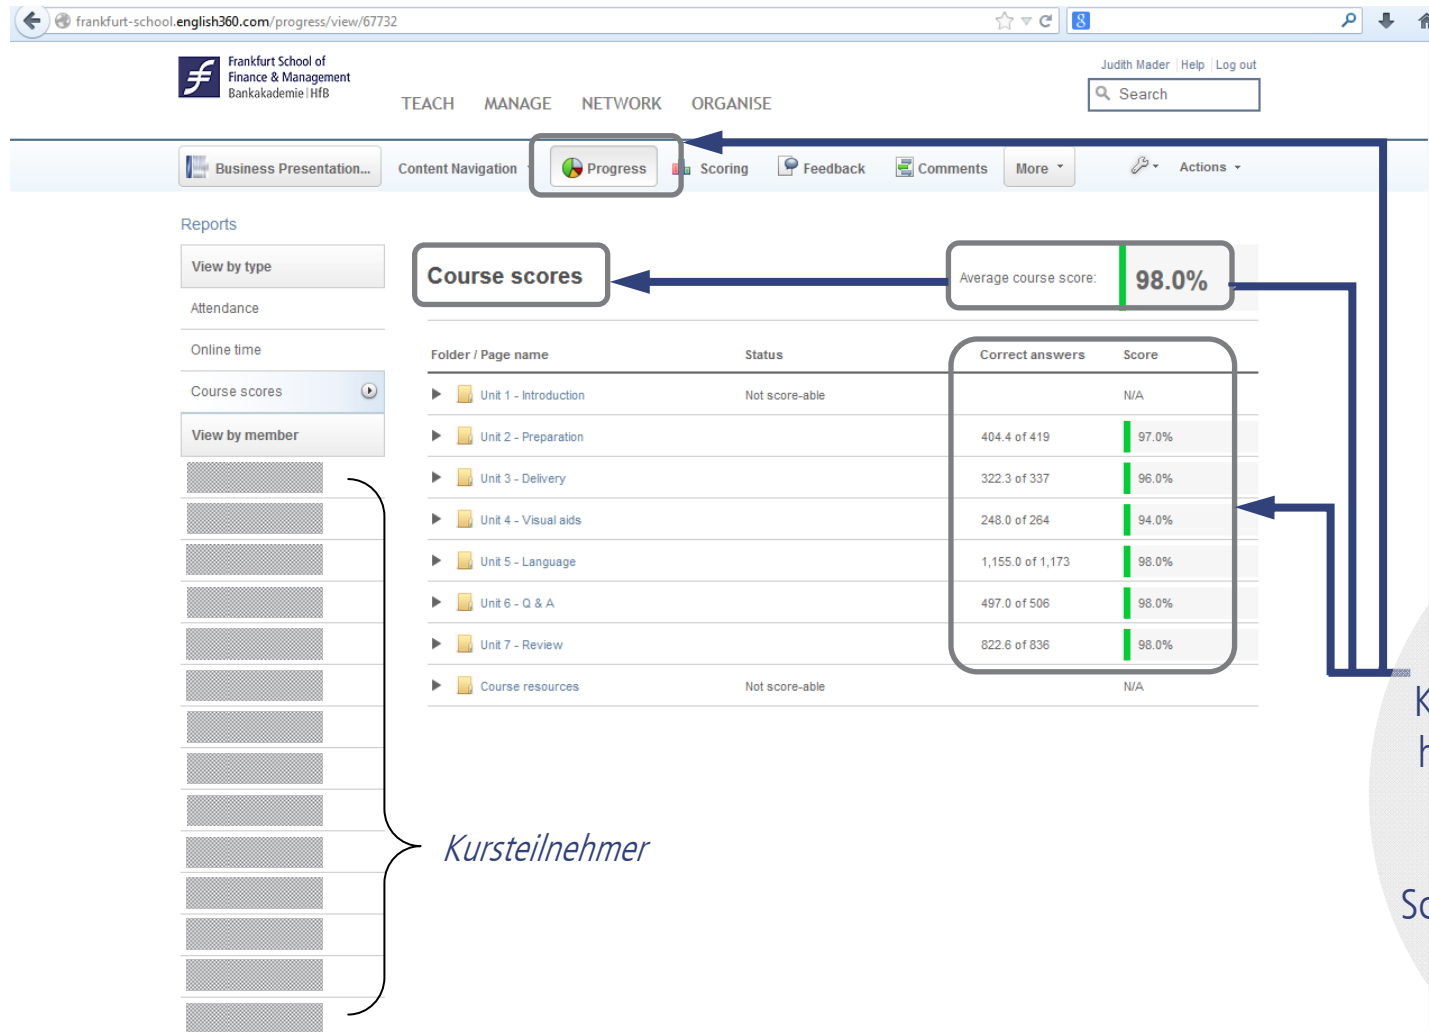 frankfurt-school.english360.com/progress/view/67732
8
Frankfurt School of
Finance & Management
Bankakademie | HfB
Judith Mader | Help | Log out
TEACH MANAGE NETWORK ORGANISE
Search
Business Presentation... Content Navigation Progress Scoring Feedback Comments More Actions
Reports
View by type
Attendance
Online time
Course scores
View by member
Course scores
Average course score: 98.0%
Folder / Page name Status Correct answers Score
Unit 1 - Introduction Not score-able N/A
Unit 2 - Preparation 404.4 of 419 97.0%
Unit 3 - Delivery 322.3 of 337 96.0%
Unit 4 - Visual aids 248.0 of 264 94.0%
Unit 5 - Language 1,155.0 of 1,173 98.0%
Unit 6 - Q & A 497.0 of 506 98.0%
Unit 7 - Review 822.6 of 836 98.0%
Course resources Not score-able N/A
Kursteilnehmer